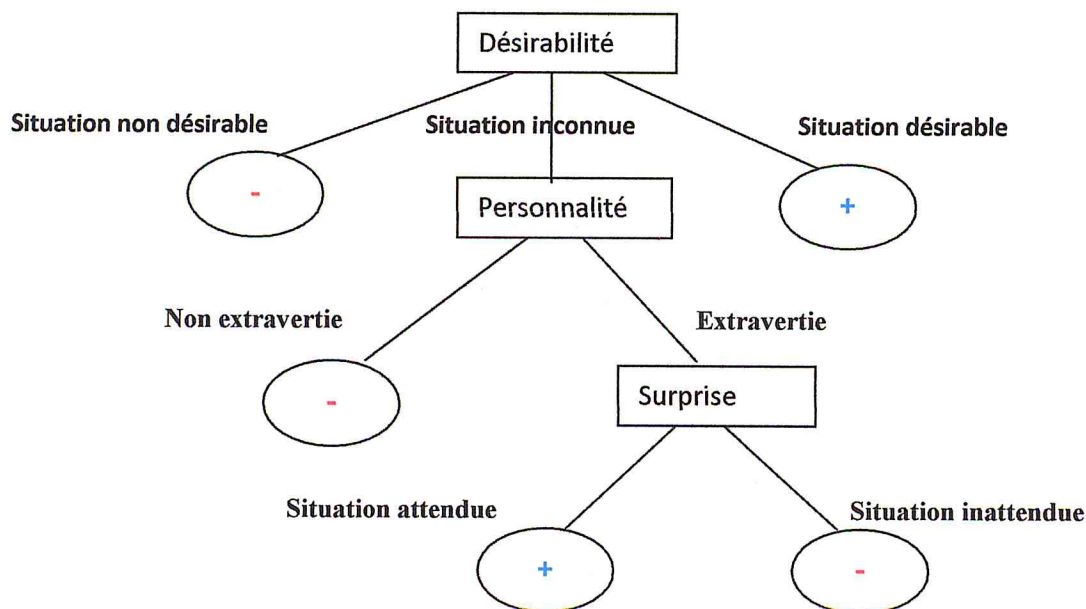 Désirabilité
Situation non désirable
Situation inconnue
Situation désirable
-
Personnalité
+
Non extravertie
Extravertie
-
Surprise
Situation attendue
Situation inattendue
+
-